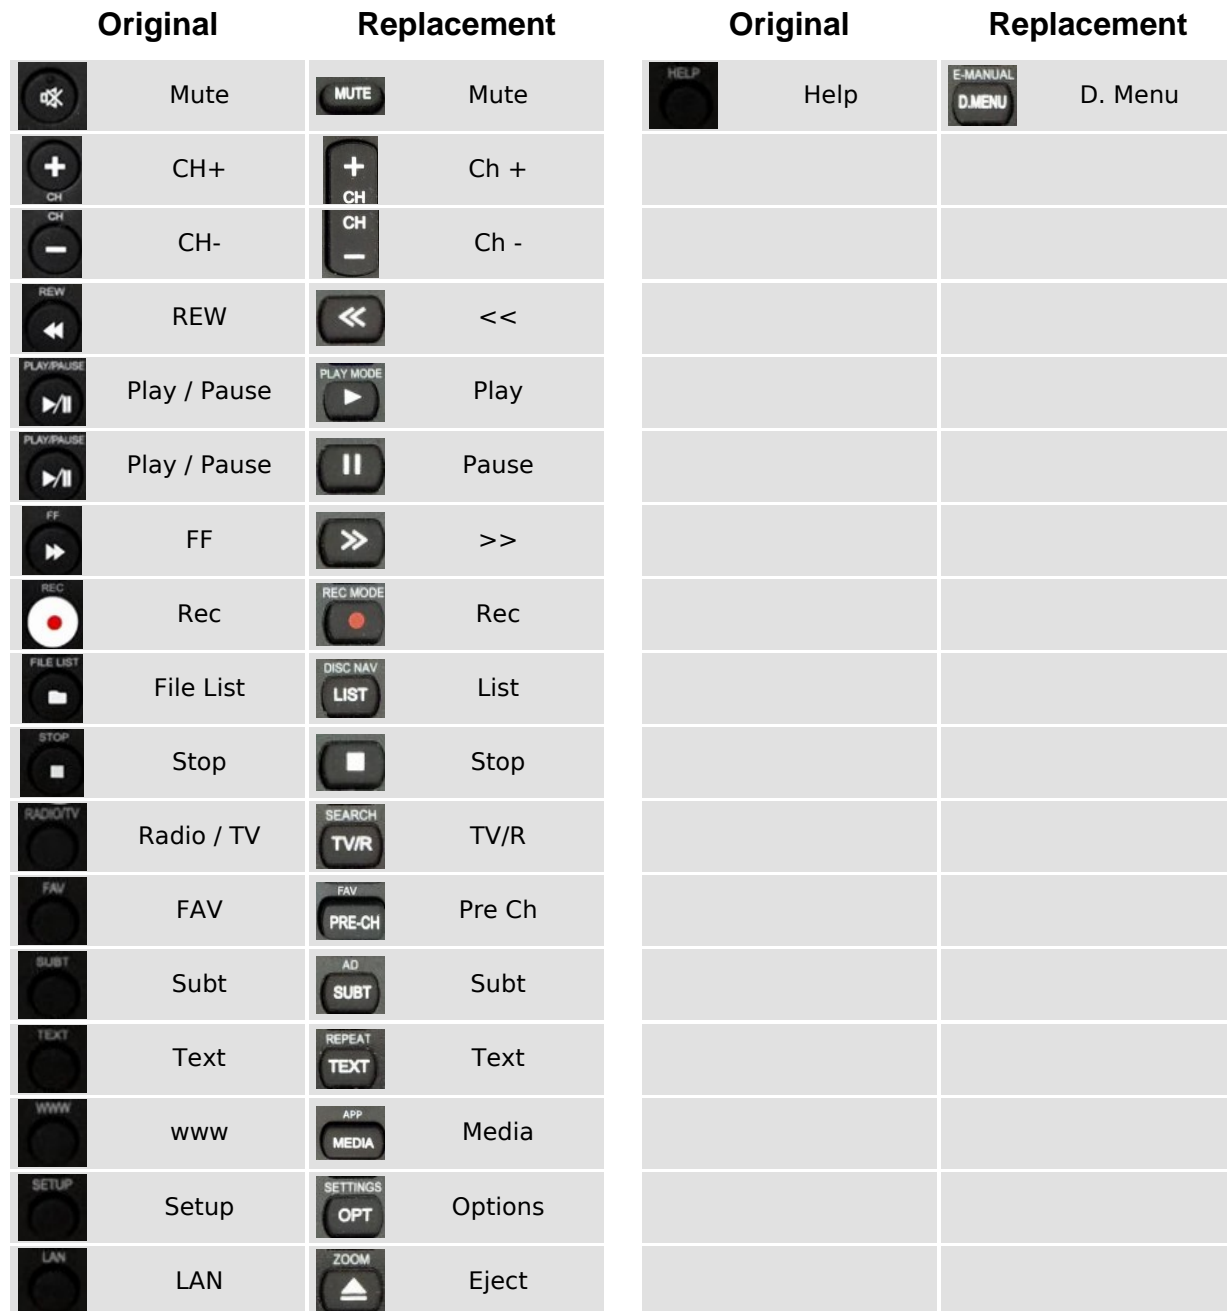 Original Replacement Original Replacement
Mute MUTE Mute HELP Help E-MANUAL D.MENU D. Menu
CH CH+ CH Ch +
CH CH- CH Ch -
REW REW <<
PLAY/PAUSE Play / Pause PLAY MODE Play
PLAY/PAUSE Play / Pause Pause
FF FF >>
REC Rec REC MODE Rec
FILE LIST File List DISC NAV LIST List
STOP Stop Stop
RADIO/TV Radio / TV SEARCH TV/R TV/R
FAV FAV FAV PRE-CH Pre Ch
SUBT Subt AD SUBT Subt
TEXT Text REPEAT TEXT Text
WWW www APP MEDIA Media
SETUP Setup SETTINGS OPT Options
LAN LAN ZOOM Eject